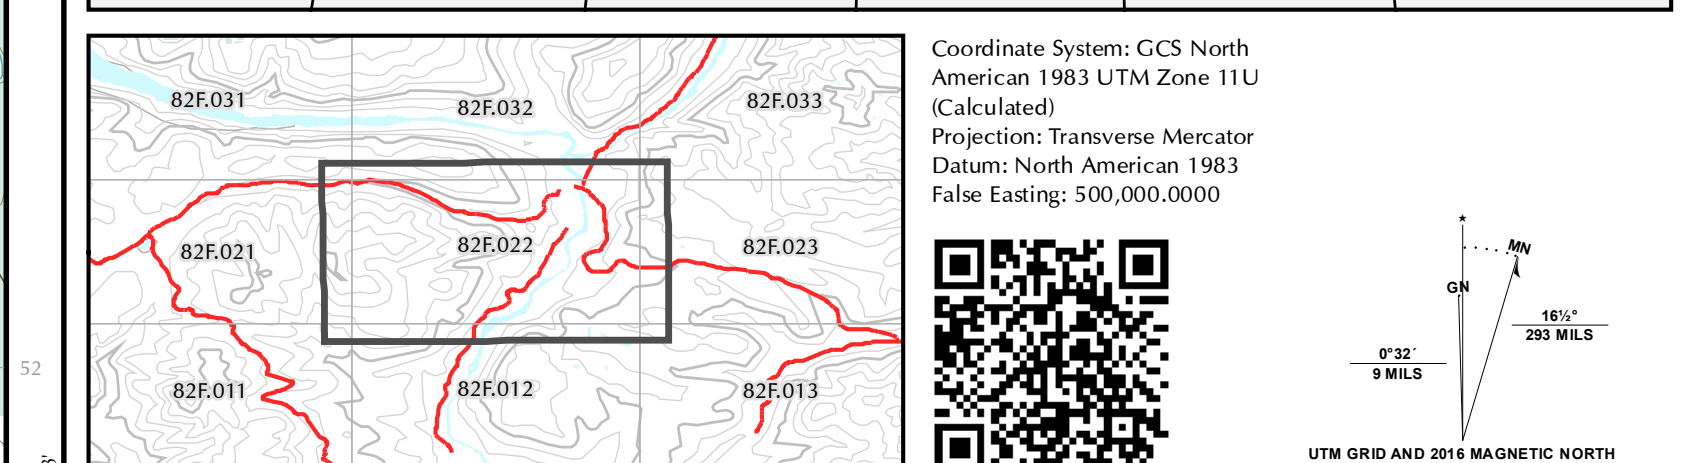 82F.031
82F.032
82F.033
82F.021
82F.022
82F.023
82F.011
82F.012
82F.013
52
Coordinate System: GCS North
American 1983 UTM Zone 11U
(Calculated)
Projection: Transverse Mercator
Datum: North American 1983
False Easting: 500,000.0000
MN
GN
16½°
293 MILS
0°32´
9 MILS
UTM GRID AND 2016 MAGNETIC NORTH